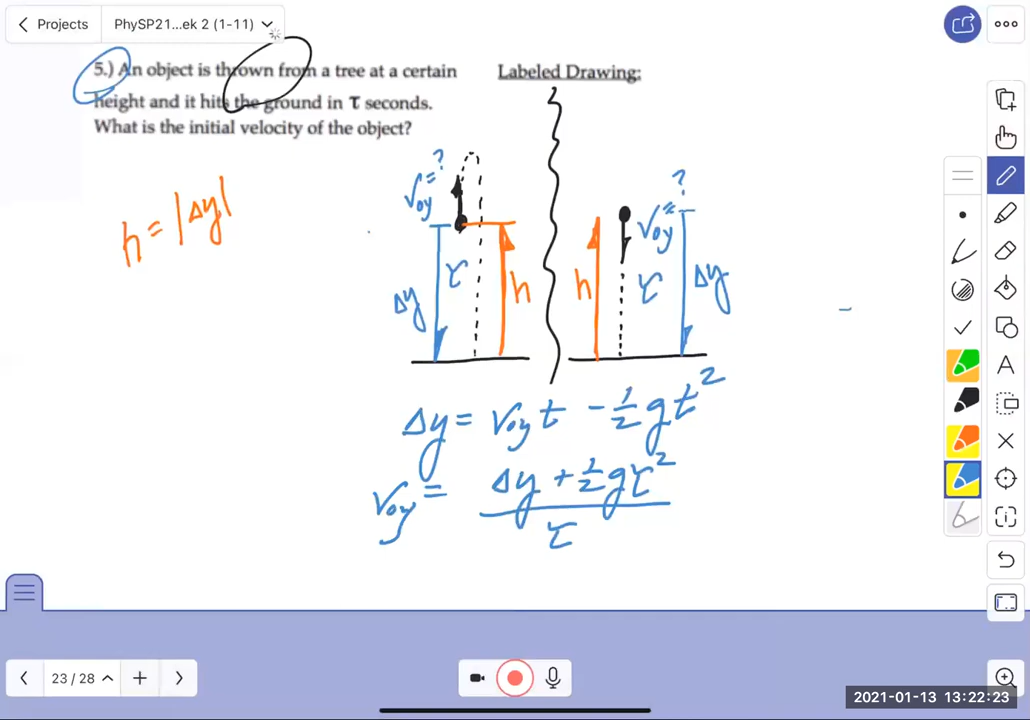 Projects
PhySP21...ek 2 (1-11)
5.) An object is thrown from a tree at a certain
height and it hits the ground in τ seconds.
What is the initial velocity of the object?
Labeled Drawing:
h = |Δy|
V₀y = ?
Δy
τ
h
h
V₀y = ?
τ
Δy
Δy = V₀y t - ½gt²
V₀y = (Δy + ½gτ²) / τ
A
23 / 28
2021-01-13 13:22:23